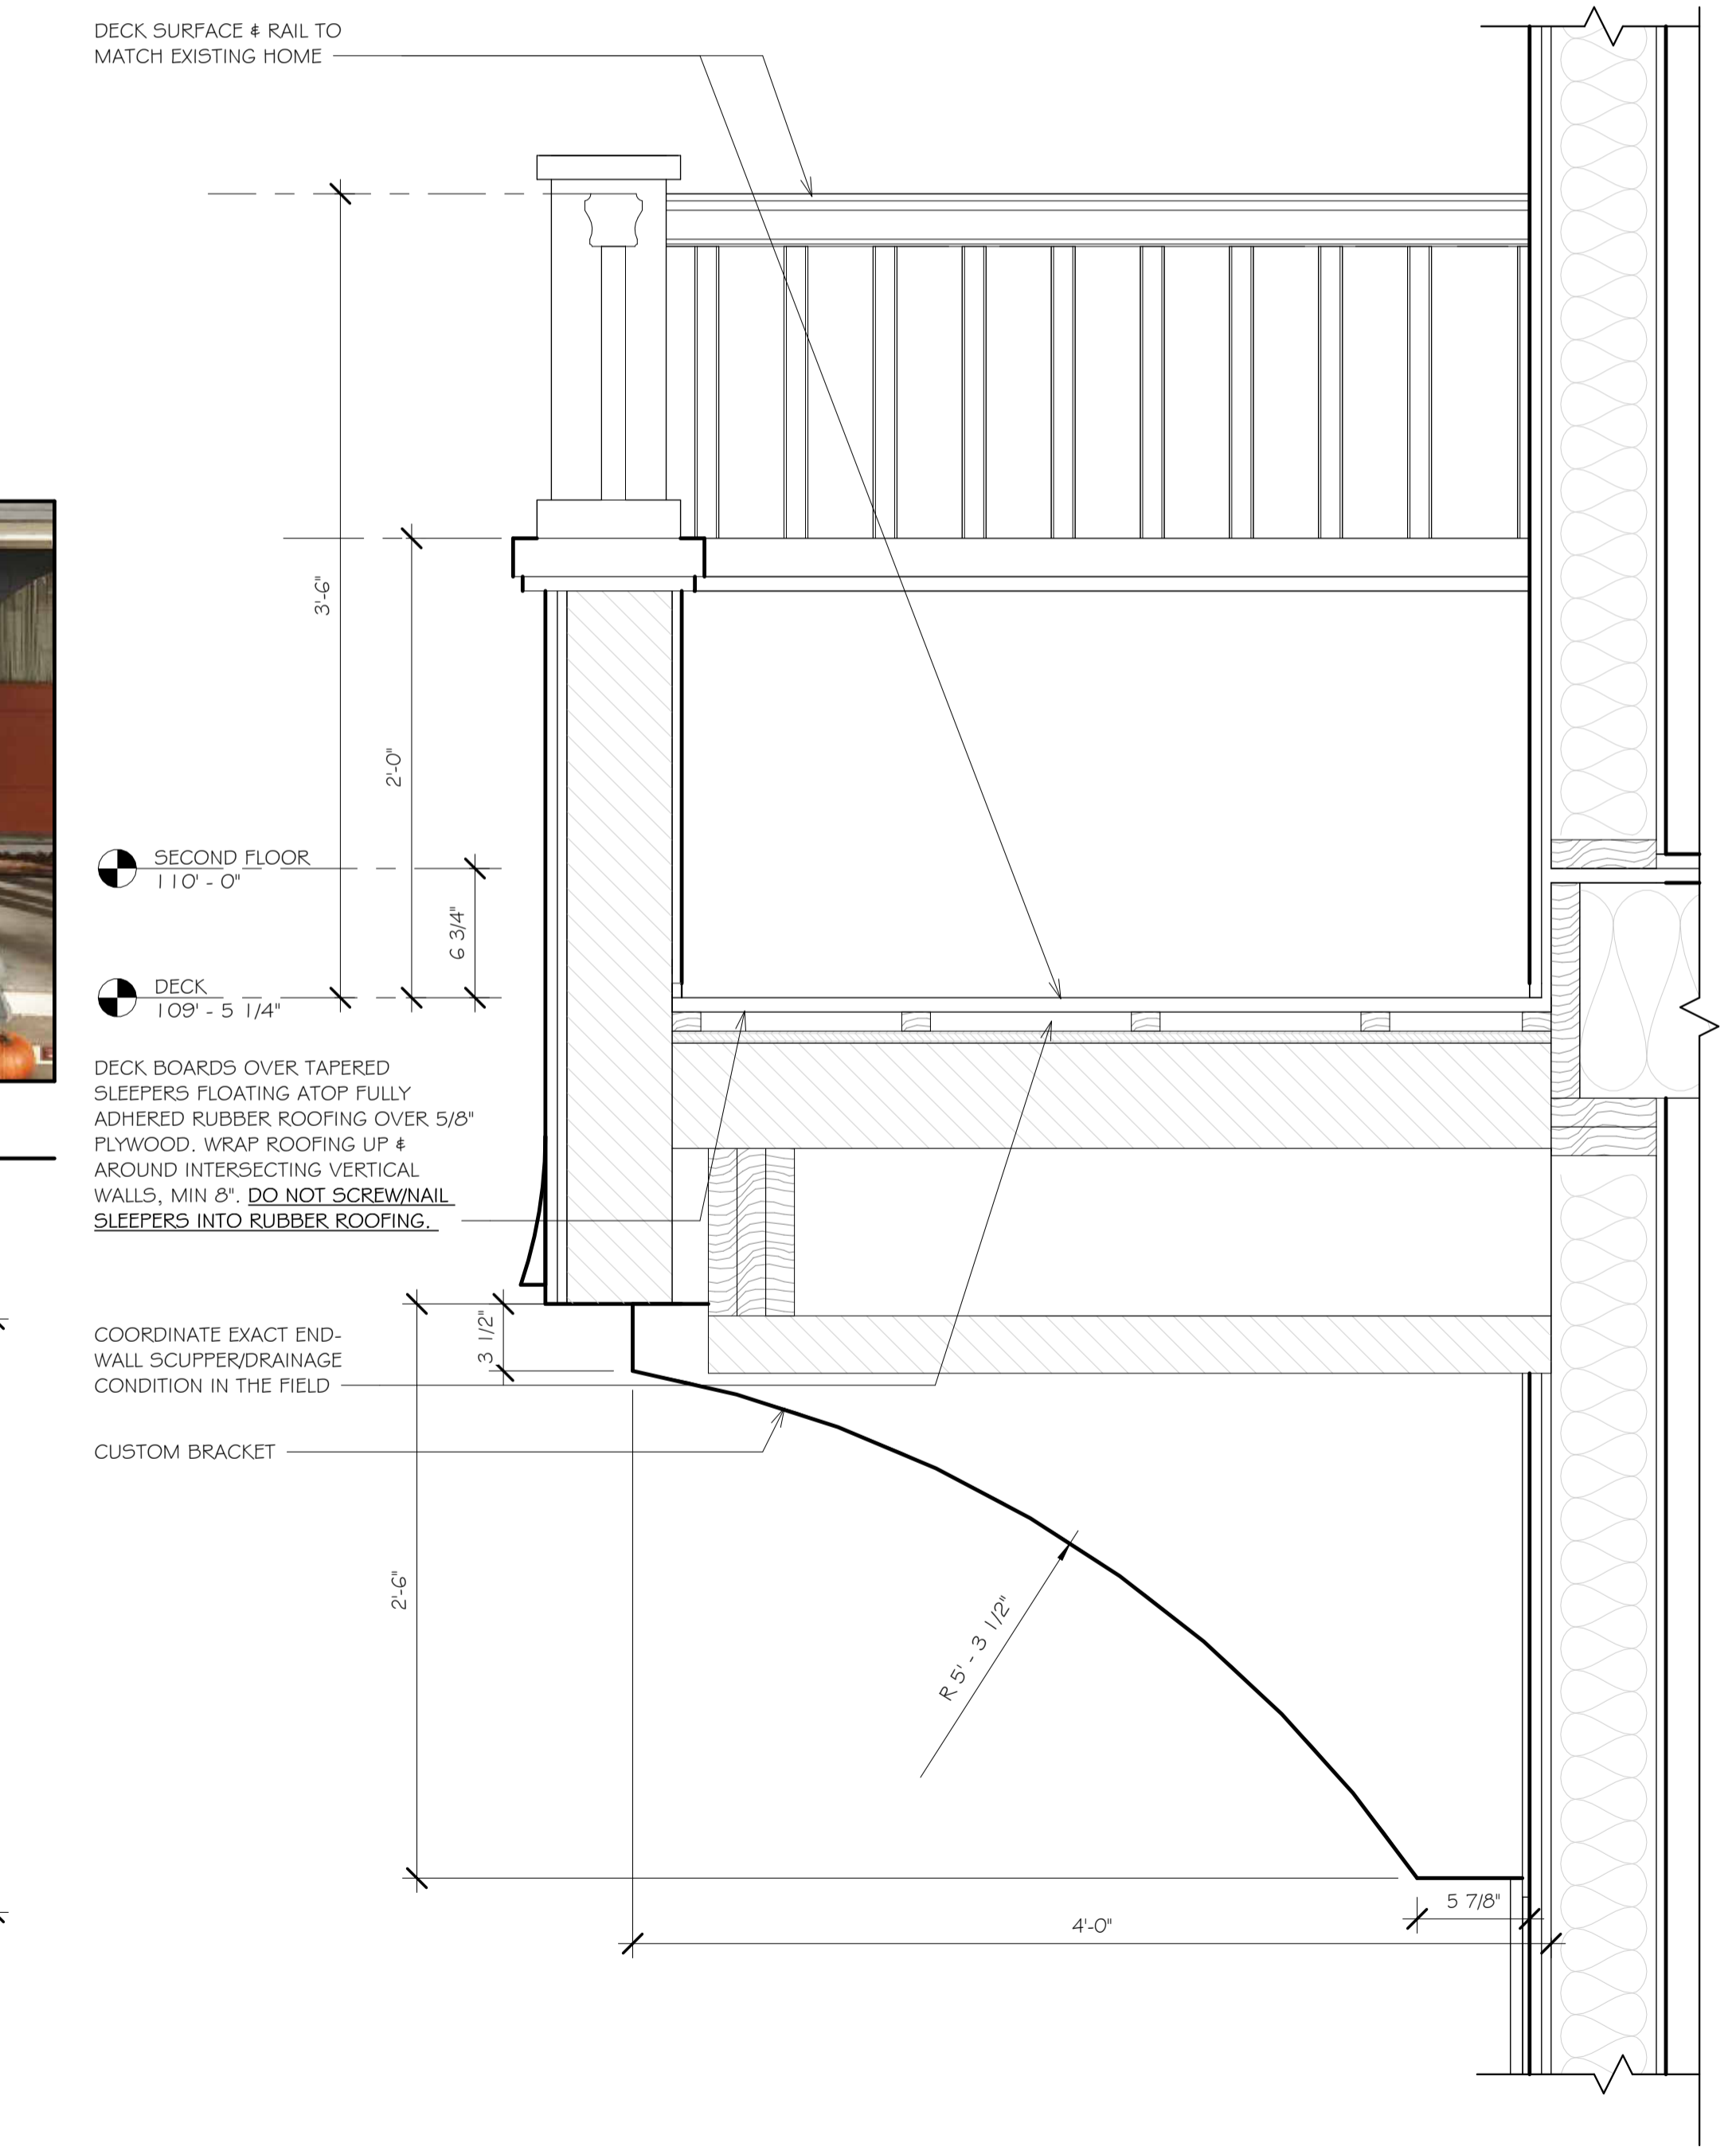 DECK SURFACE & RAIL TO
MATCH EXISTING HOME
3'-6"
2'-0"
SECOND FLOOR
110' - 0"
6 3/4"
DECK
109' - 5 1/4"
DECK BOARDS OVER TAPERED
SLEEPERS FLOATING ATOP FULLY
ADHERED RUBBER ROOFING OVER 5/8"
PLYWOOD. WRAP ROOFING UP &
AROUND INTERSECTING VERTICAL
WALLS, MIN 8". DO NOT SCREW/NAIL
SLEEPERS INTO RUBBER ROOFING.
3 1/2"
COORDINATE EXACT END-
WALL SCUPPER/DRAINAGE
CONDITION IN THE FIELD
CUSTOM BRACKET
2'-6"
R 5' - 3 1/2"
5 7/8"
4'-0"